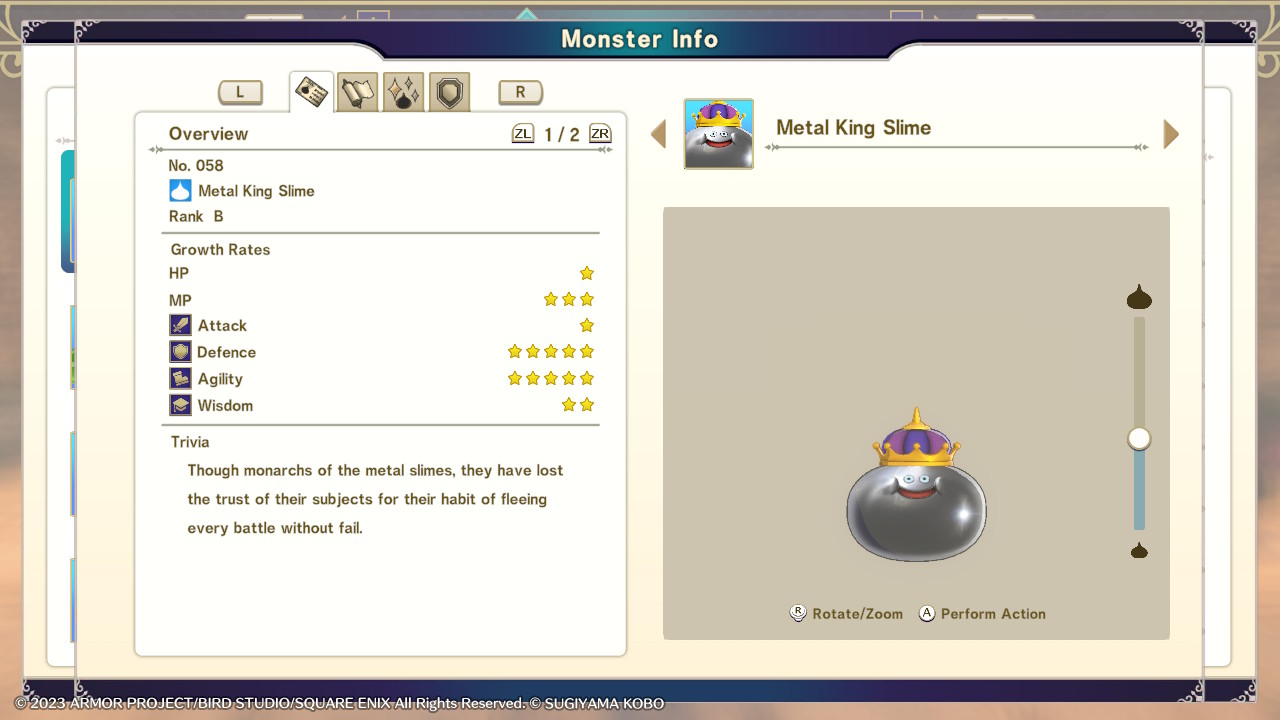 Monster Info
L
R
Overview
ZL 1 / 2 ZR
No. 058
Metal King Slime
Rank B
Growth Rates
HP
MP
Attack
Defence
Agility
Wisdom
Trivia
Though monarchs of the metal slimes, they have lost
the trust of their subjects for their habit of fleeing
every battle without fail.
Metal King Slime
R Rotate/Zoom A Perform Action
© 2023 ARMOR PROJECT/BIRD STUDIO/SQUARE ENIX All Rights Reserved. © SUGIYAMA KOBO